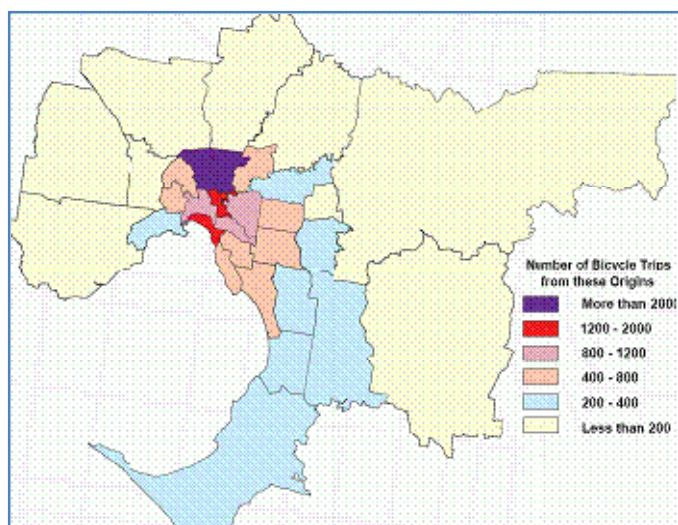 Number of Bicycle Trips
from these Origins
More than 2000
1200 - 2000
800 - 1200
400 - 800
200 - 400
Less than 200